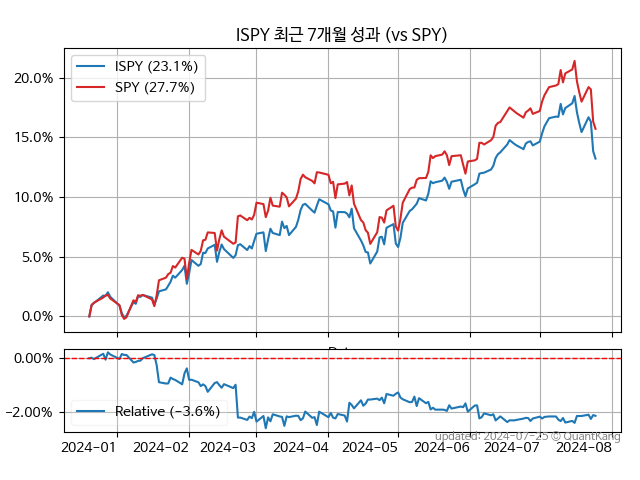 ISPY 최근 7개월 성과 (vs SPY)
ISPY (23.1%)
SPY (27.7%)
20.0%
15.0%
10.0%
5.0%
0.0%
0.00%
−2.00%
Relative (−3.6%)
updated: 2024-07-25 © QuantKang
2024-01 2024-02 2024-03 2024-04 2024-05 2024-06 2024-07 2024-08